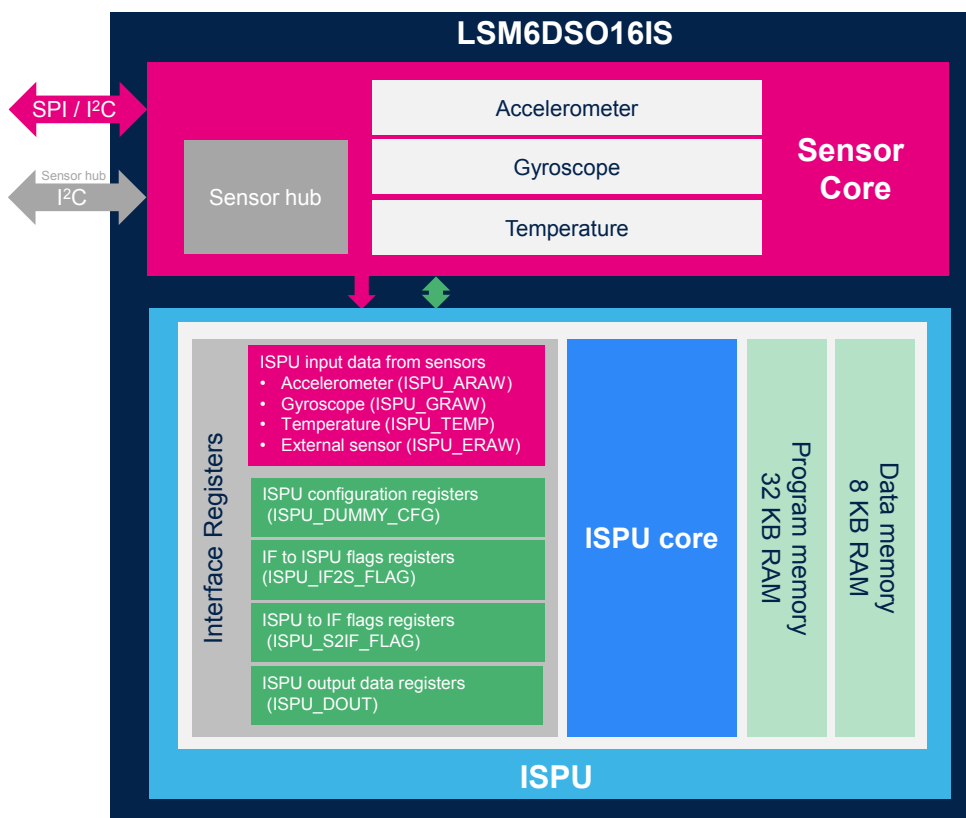 LSM6DSO16IS
SPI / I²C
Sensor hub
I²C
Sensor hub
Accelerometer
Gyroscope
Temperature
Sensor
Core
Interface Registers
ISPU input data from sensors
• Accelerometer (ISPU_ARAW)
• Gyroscope (ISPU_GRAW)
• Temperature (ISPU_TEMP)
• External sensor (ISPU_ERAW)
ISPU configuration registers
(ISPU_DUMMY_CFG)
IF to ISPU flags registers
(ISPU_IF2S_FLAG)
ISPU to IF flags registers
(ISPU_S2IF_FLAG)
ISPU output data registers
(ISPU_DOUT)
ISPU core
Program memory
32 KB RAM
Data memory
8 KB RAM
ISPU